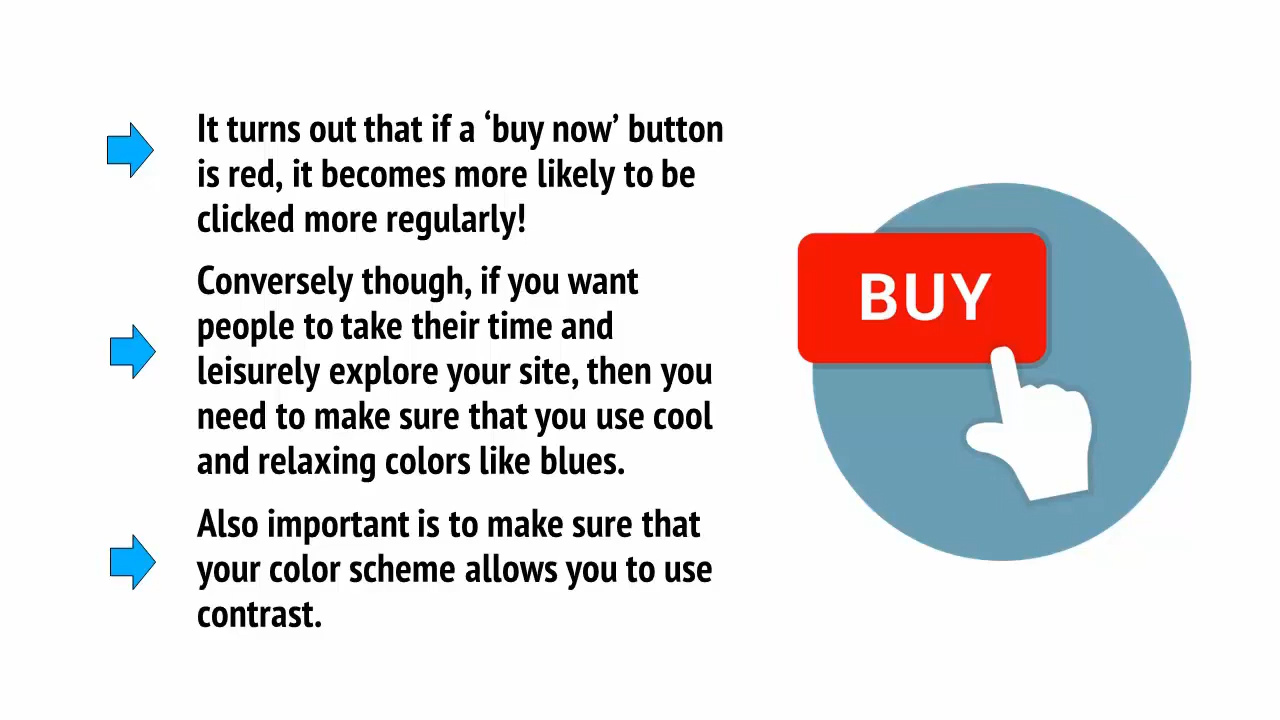 It turns out that if a ‘buy now’ button
is red, it becomes more likely to be
clicked more regularly!
Conversely though, if you want
people to take their time and
leisurely explore your site, then you
need to make sure that you use cool
and relaxing colors like blues.
Also important is to make sure that
your color scheme allows you to use
contrast.
BUY